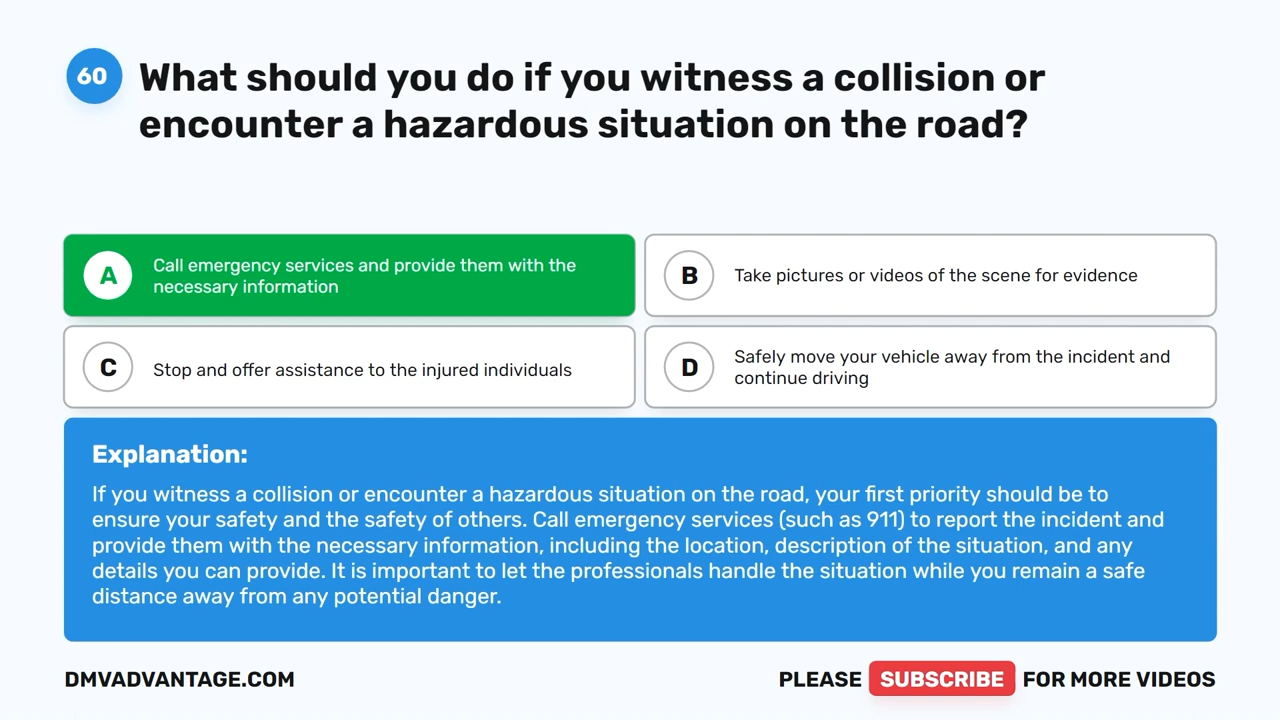 60
What should you do if you witness a collision or
encounter a hazardous situation on the road?
A
Call emergency services and provide them with the
necessary information
B
Take pictures or videos of the scene for evidence
C
Stop and offer assistance to the injured individuals
D
Safely move your vehicle away from the incident and
continue driving
Explanation:
If you witness a collision or encounter a hazardous situation on the road, your first priority should be to
ensure your safety and the safety of others. Call emergency services (such as 911) to report the incident and
provide them with the necessary information, including the location, description of the situation, and any
details you can provide. It is important to let the professionals handle the situation while you remain a safe
distance away from any potential danger.
DMVADVANTAGE.COM
PLEASE SUBSCRIBE FOR MORE VIDEOS